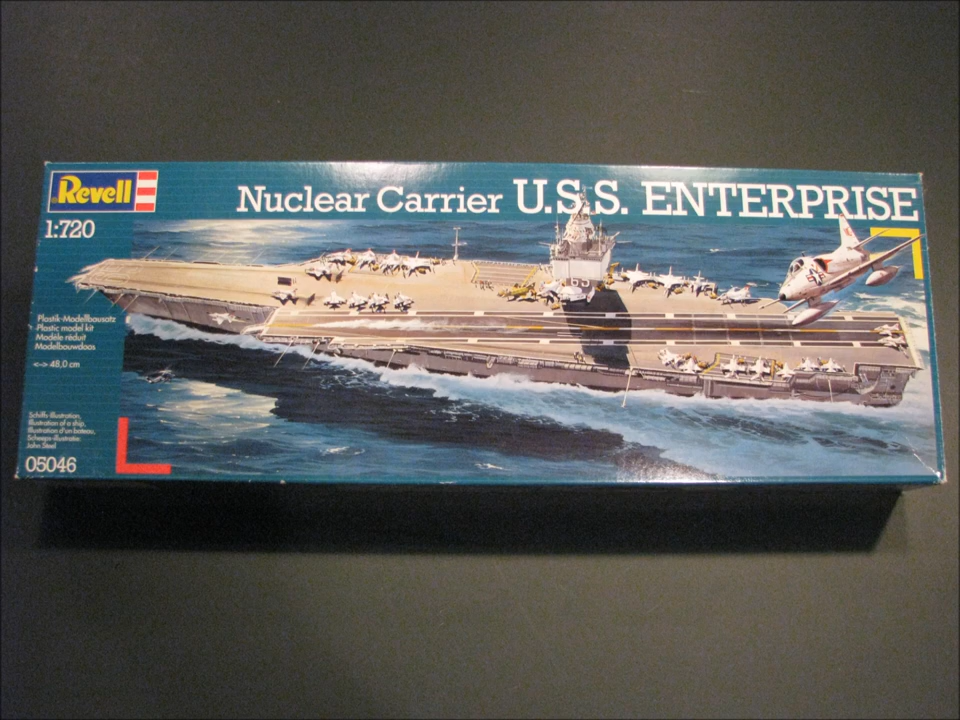 Revell
Nuclear Carrier U.S.S. ENTERPRISE
1:720
65
Plastik-Modellbausatz
Plastic model kit
Modèle réduit
Modelbouwdoos
<-> 48,0 cm
Schiffs-Illustration,
Illustration of a ship,
Illustration d'un bateau,
Scheeps-illustratie:
John Steel
05046